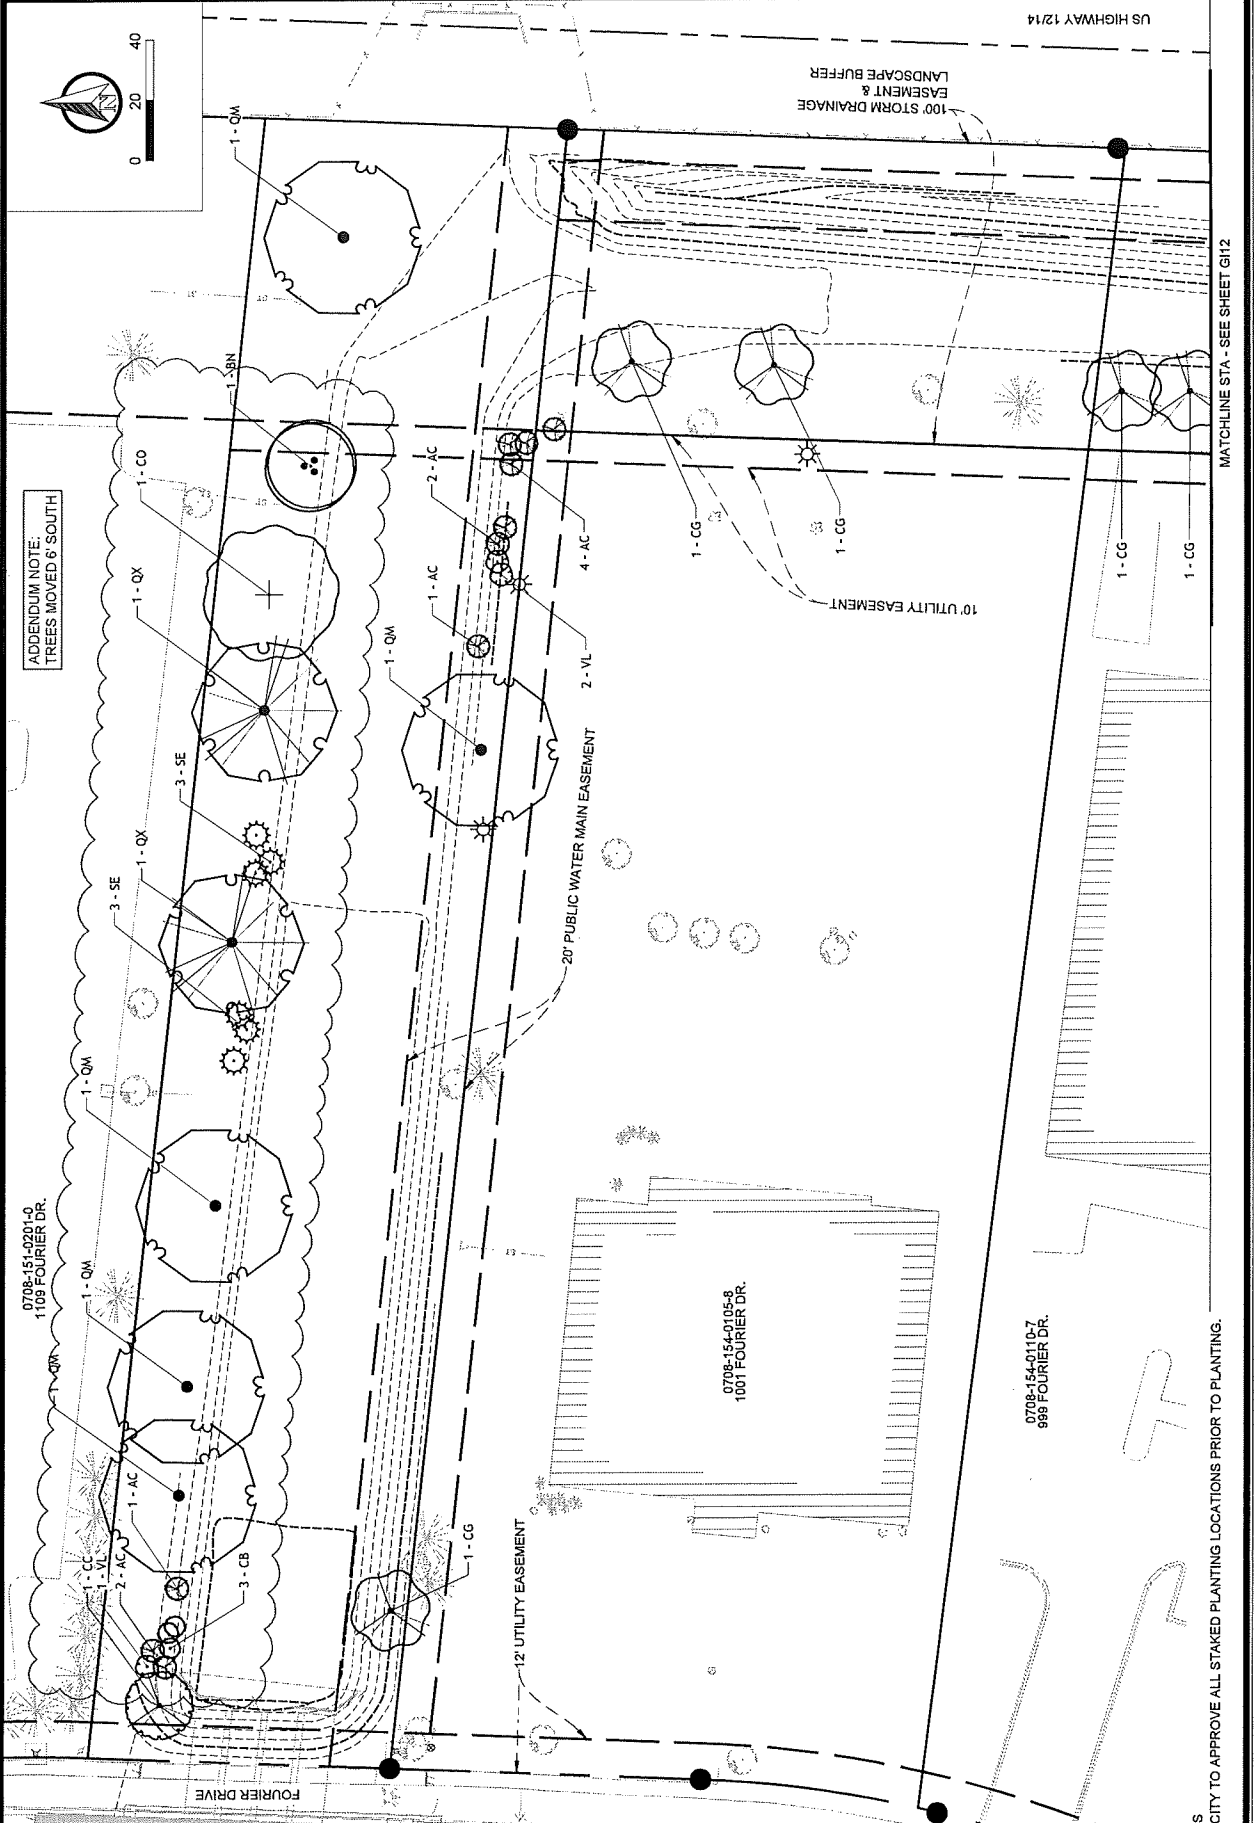 US HIGHWAY 12/14
N
0 20 40
100' STORM DRAINAGE
EASEMENT &
LANDSCAPE BUFFER
1 - QM
1 - BN
1 - CO
ADDENDUM NOTE:
TREES MOVED 6' SOUTH
1 - QX
2 - AC
1 - AC
4 - AC
1 - CG
1 - CG
1 - CG
1 - CG
10' UTILITY EASEMENT
1 - QM
2 - VL
3 - SE
1 - QX
3 - SE
20' PUBLIC WATER MAIN EASEMENT
1 - QM
0708-151-0201-0
1109 FOURIER DR.
1 - QM
1 - QM
1 - AC
1 - CC
1 - VL
2 - AC
3 - CB
1 - CG
12' UTILITY EASEMENT
0708-154-0105-8
1001 FOURIER DR.
0708-154-0110-7
999 FOURIER DR.
FOURIER DRIVE
MATCHLINE STA - SEE SHEET GI12
S
CITY TO APPROVE ALL STAKED PLANTING LOCATIONS PRIOR TO PLANTING.